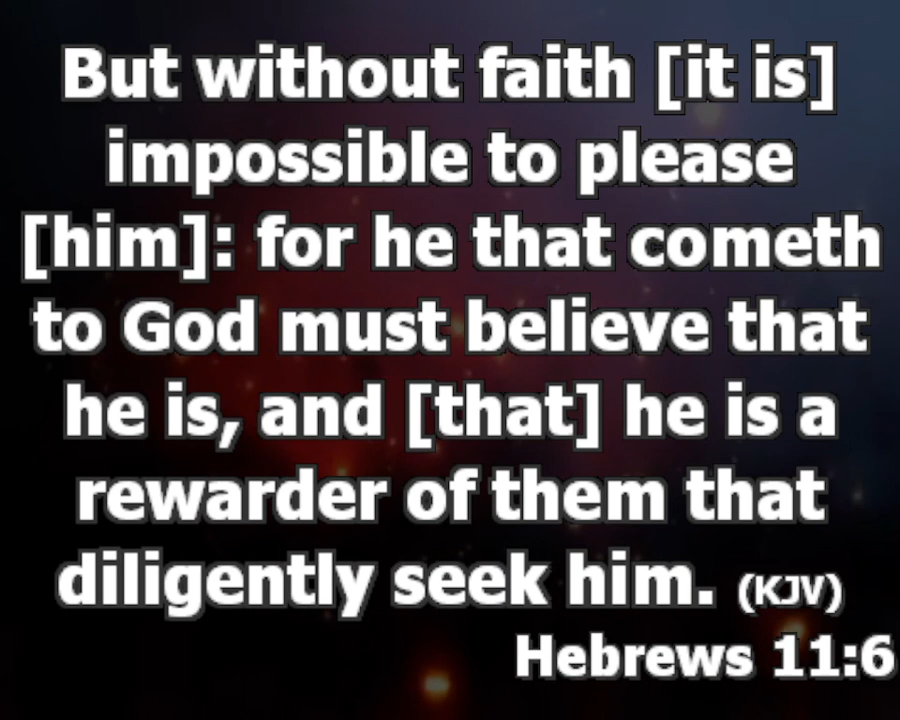 But without faith [it is]
impossible to please
[him]: for he that cometh
to God must believe that
he is, and [that] he is a
rewarder of them that
diligently seek him. (KJV)
Hebrews 11:6